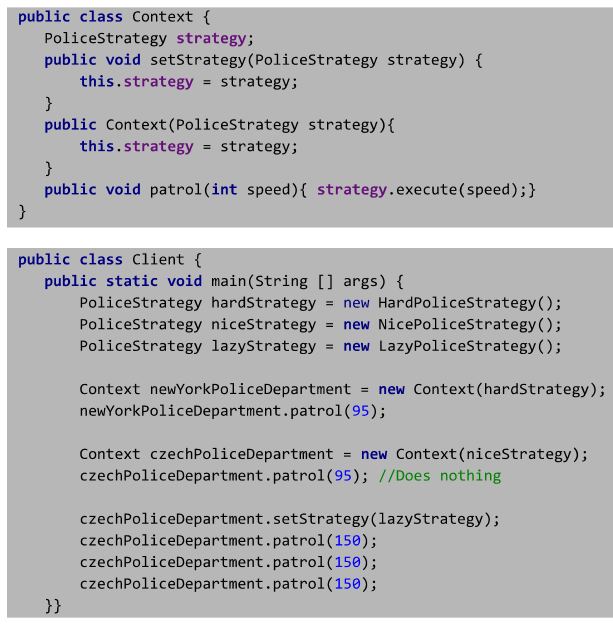 public class Context {
PoliceStrategy strategy;
public void setStrategy(PoliceStrategy strategy) {
this.strategy = strategy;
}
public Context(PoliceStrategy strategy){
this.strategy = strategy;
}
public void patrol(int speed){ strategy.execute(speed);}
}
public class Client {
public static void main(String [] args) {
PoliceStrategy hardStrategy = new HardPoliceStrategy();
PoliceStrategy niceStrategy = new NicePoliceStrategy();
PoliceStrategy lazyStrategy = new LazyPoliceStrategy();
Context newYorkPoliceDepartment = new Context(hardStrategy);
newYorkPoliceDepartment.patrol(95);
Context czechPoliceDepartment = new Context(niceStrategy);
czechPoliceDepartment.patrol(95); //Does nothing
czechPoliceDepartment.setStrategy(lazyStrategy);
czechPoliceDepartment.patrol(150);
czechPoliceDepartment.patrol(150);
czechPoliceDepartment.patrol(150);
}}